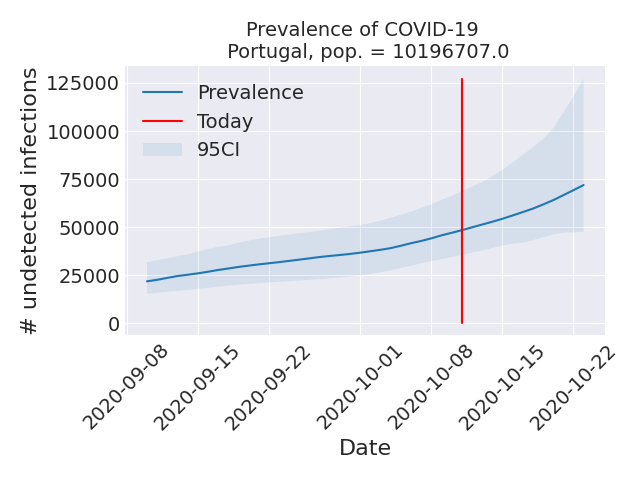 Prevalence of COVID-19
Portugal, pop. = 10196707.0
# undetected infections
125000
100000
75000
50000
25000
0
Prevalence
Today
95CI
2020-09-08
2020-09-15
2020-09-22
2020-10-01
2020-10-08
2020-10-15
2020-10-22
Date